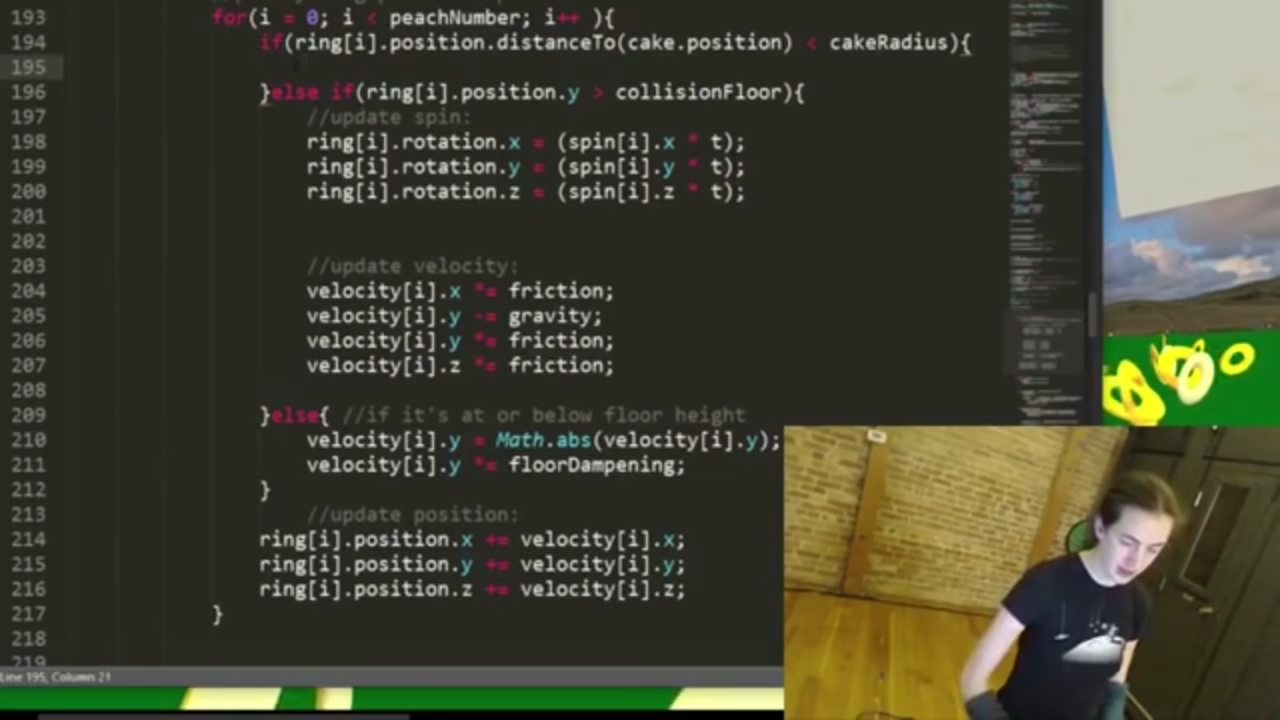 193 for(i = 0; i < peachNumber; i++ ){
194 if(ring[i].position.distanceTo(cake.position) < cakeRadius){
195
196 }else if(ring[i].position.y > collisionFloor){
197 //update spin:
198 ring[i].rotation.x = (spin[i].x * t);
199 ring[i].rotation.y = (spin[i].y * t);
200 ring[i].rotation.z = (spin[i].z * t);
201
202
203 //update velocity:
204 velocity[i].x *= friction;
205 velocity[i].y -= gravity;
206 velocity[i].y *= friction;
207 velocity[i].z *= friction;
208
209 }else{ //if it's at or below floor height
210 velocity[i].y = Math.abs(velocity[i].y);
211 velocity[i].y *= floorDampening;
212 }
213 //update position:
214 ring[i].position.x += velocity[i].x;
215 ring[i].position.y += velocity[i].y;
216 ring[i].position.z += velocity[i].z;
217 }
218
219
Line 195, Column 21